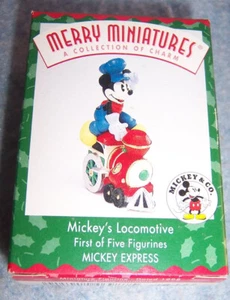 MERRY MINIATURES
A COLLECTION OF CHARM
MICKEY & CO.
Mickey's Locomotive
First of Five Figurines
MICKEY EXPRESS